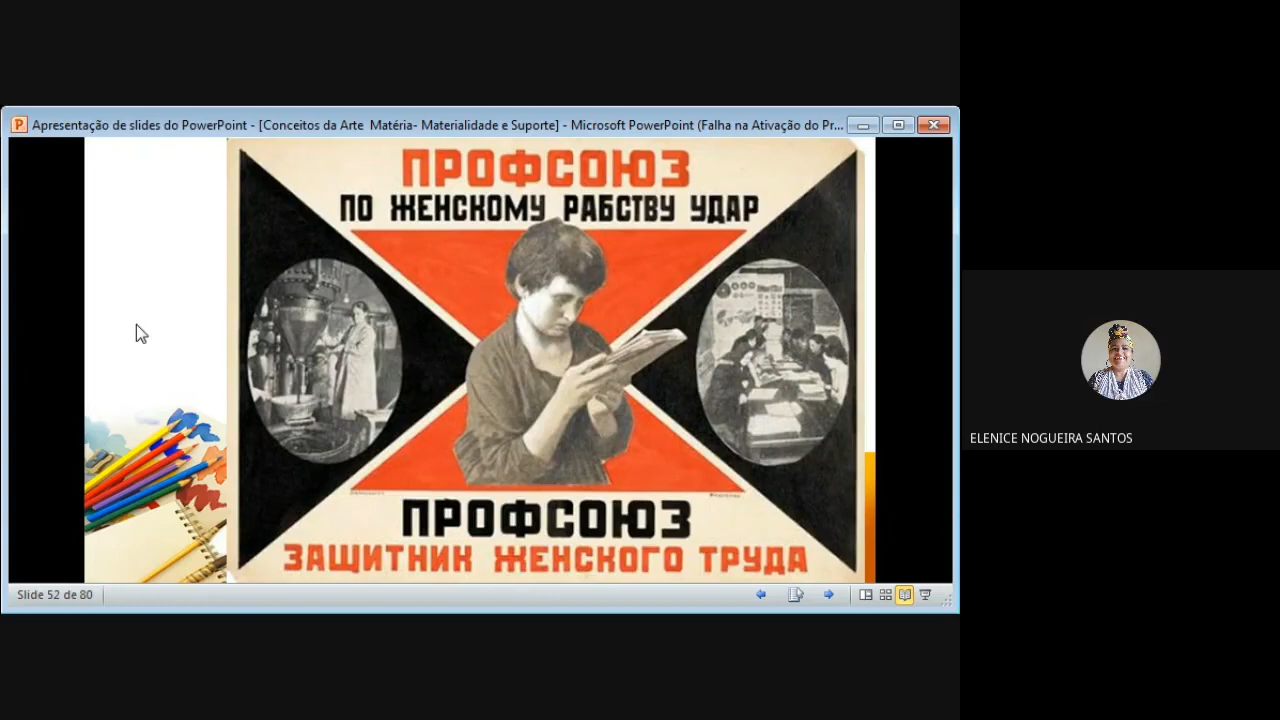 Apresentação de slides do PowerPoint - [Conceitos da Arte Matéria- Materialidade e Suporte] - Microsoft PowerPoint (Falha na Ativação do Pr...
ПРОФСОЮЗ
ПО ЖЕНСКОМУ РАБСТВУ УДАР
ПРОФСОЮЗ
ЗАЩИТНИК ЖЕНСКОГО ТРУДА
Slide 52 de 80
ELENICE NOGUEIRA SANTOS